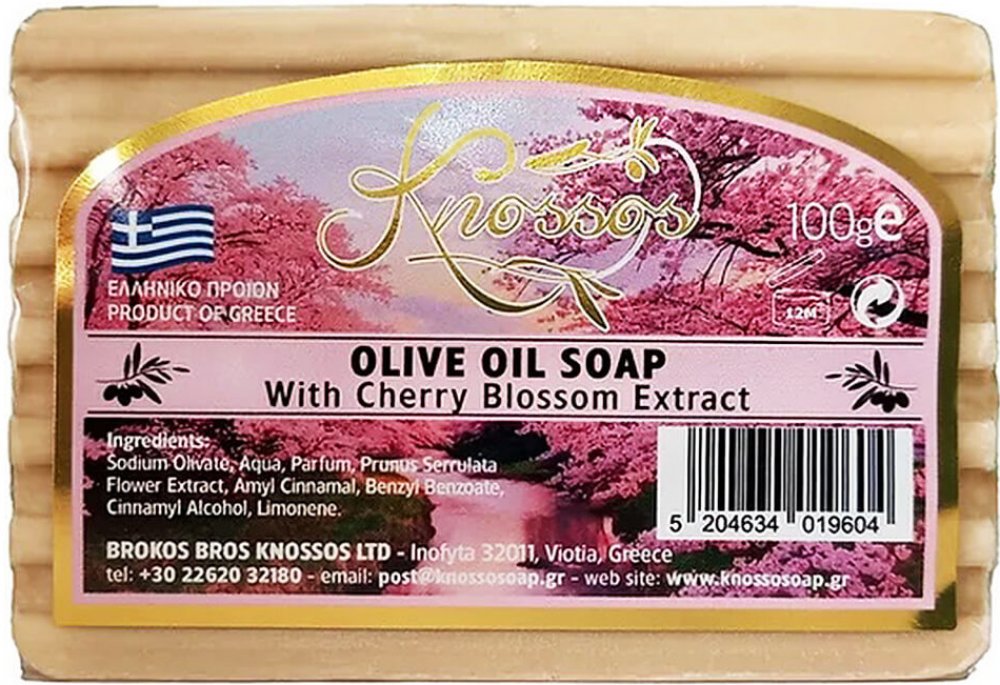 Knossos
100g℮
ΕΛΛΗΝΙΚΟ ΠΡΟΙΟΝ
PRODUCT OF GREECE
12M
OLIVE OIL SOAP
With Cherry Blossom Extract
Ingredients:
Sodium Olivate, Aqua, Parfum, Prunus Serrulata
Flower Extract, Amyl Cinnamal, Benzyl Benzoate,
Cinnamyl Alcohol, Limonene.
5 204634 019604
BROKOS BROS KNOSSOS LTD - Inofyta 32011, Viotia, Greece
tel: +30 22620 32180 - email: post@knossosoap.gr - web site: www.knossosoap.gr